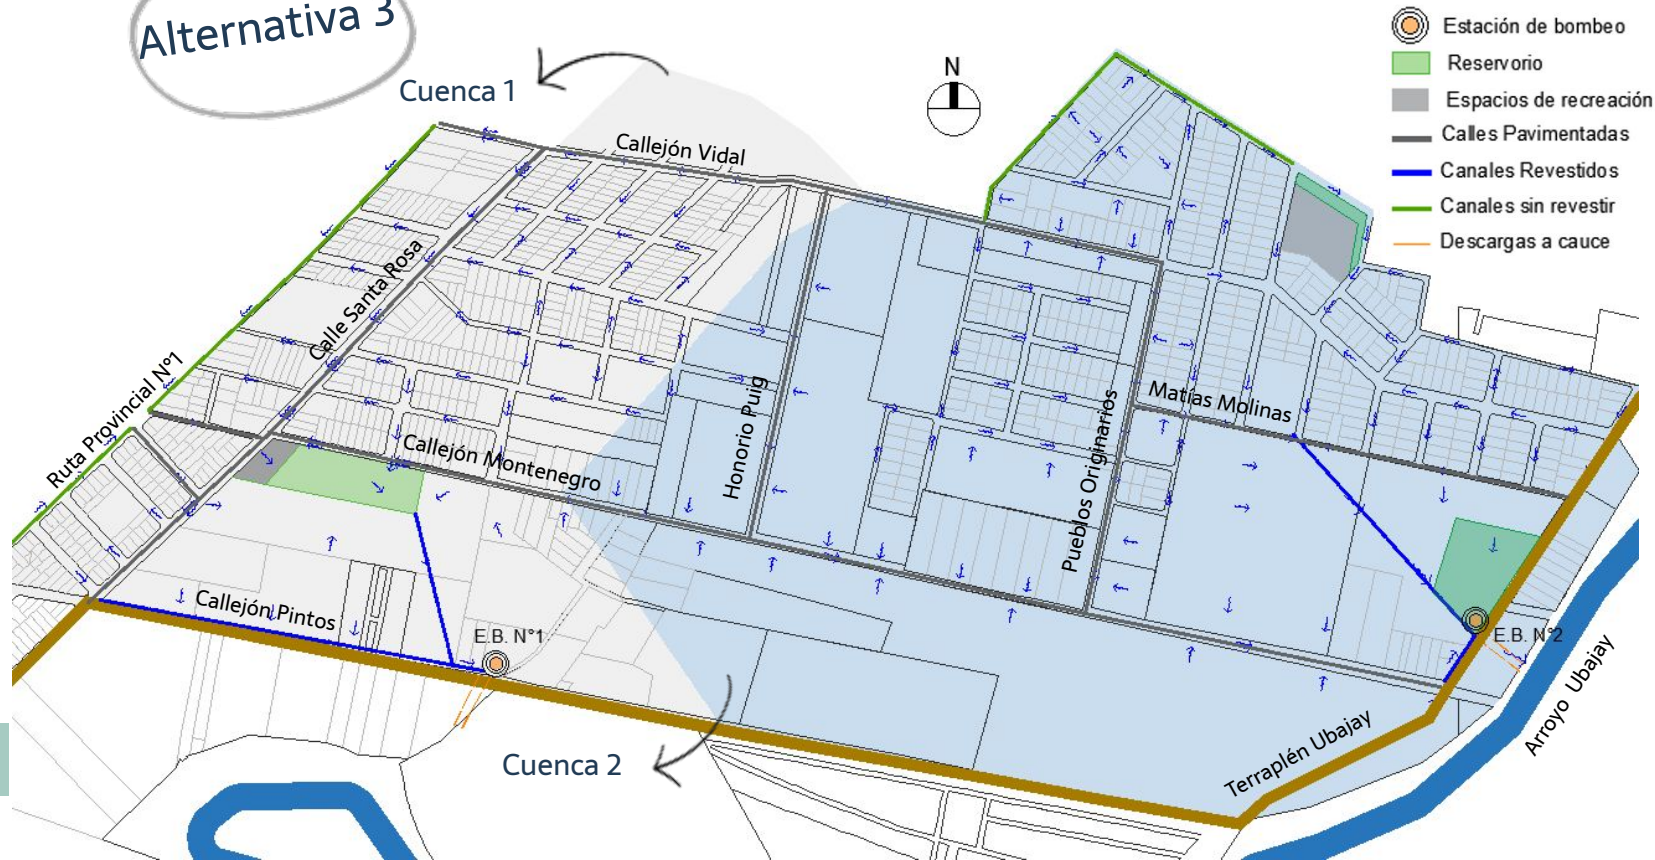 Alternativa 3
Cuenca 1
N
Estación de bombeo
Reservorio
Espacios de recreación
Calles Pavimentadas
Canales Revestidos
Canales sin revestir
Descargas a cauce
Callejón Vidal
Calle Santa Rosa
Ruta Provincial N°1
Callejón Montenegro
Honorio Puig
Pueblos Originarios
Matías Molinas
Callejón Pintos
E.B. N°1
E.B. N°2
Cuenca 2
Terraplén Ubajay
Arroyo Ubajay